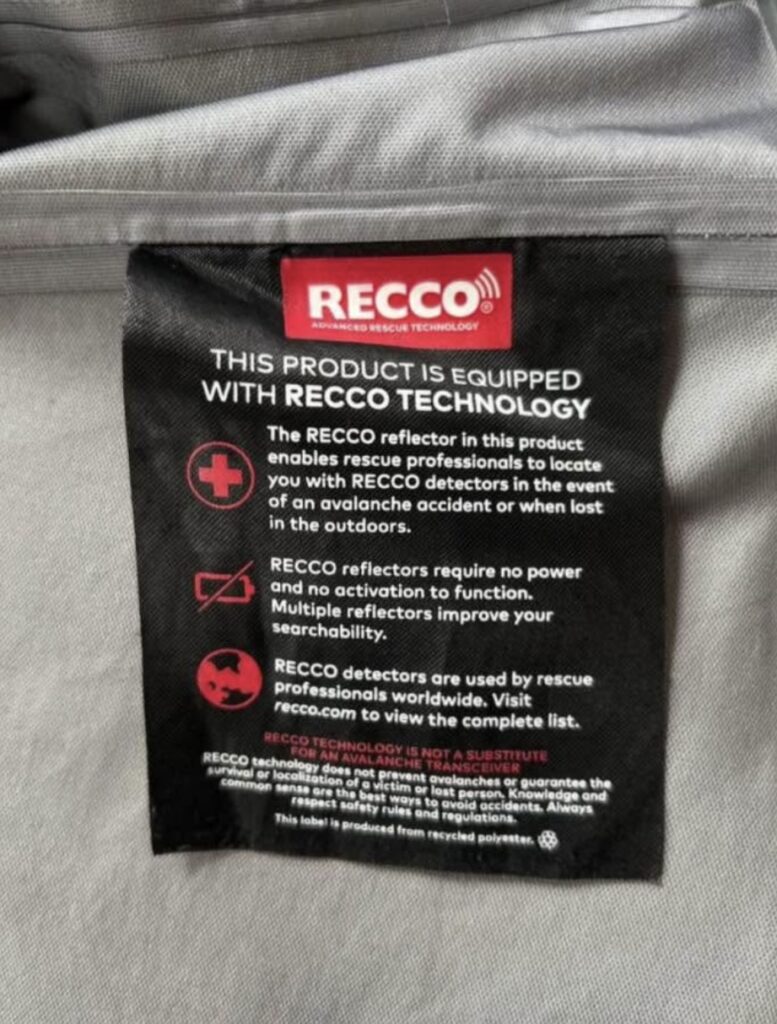 RECCO®
ADVANCED RESCUE TECHNOLOGY
THIS PRODUCT IS EQUIPPED
WITH RECCO TECHNOLOGY
The RECCO reflector in this product
enables rescue professionals to locate
you with RECCO detectors in the event
of an avalanche accident or when lost
in the outdoors.
RECCO reflectors require no power
and no activation to function.
Multiple reflectors improve your
searchability.
RECCO detectors are used by rescue
professionals worldwide. Visit
recco.com to view the complete list.
RECCO TECHNOLOGY IS NOT A SUBSTITUTE
FOR AN AVALANCHE TRANSCEIVER
RECCO technology does not prevent avalanches or guarantee the
survival or localization of a victim or lost person. Knowledge and
common sense are the best ways to avoid accidents. Always
respect safety rules and regulations.
This label is produced from recycled polyester.